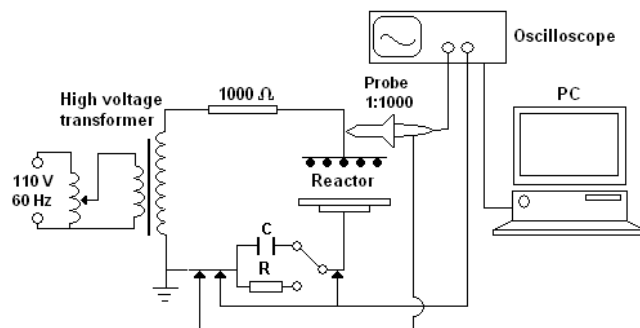 Oscilloscope
Probe
1:1000
PC
High voltage
transformer
1000 Ω
110 V
60 Hz
Reactor
C
R